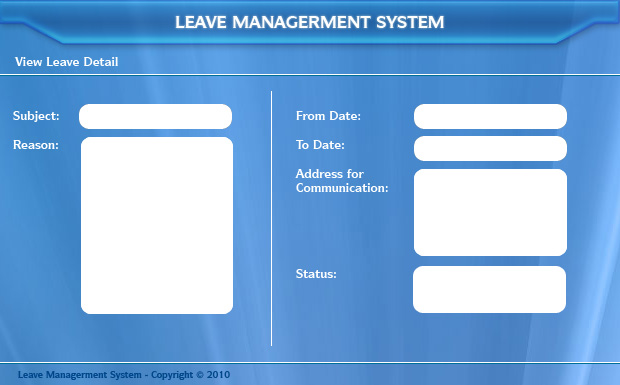 LEAVE MANAGERMENT SYSTEM
View Leave Detail
Subject:
Reason:
From Date:
To Date:
Address for
Communication:
Status:
Leave Managerment System - Copyright © 2010